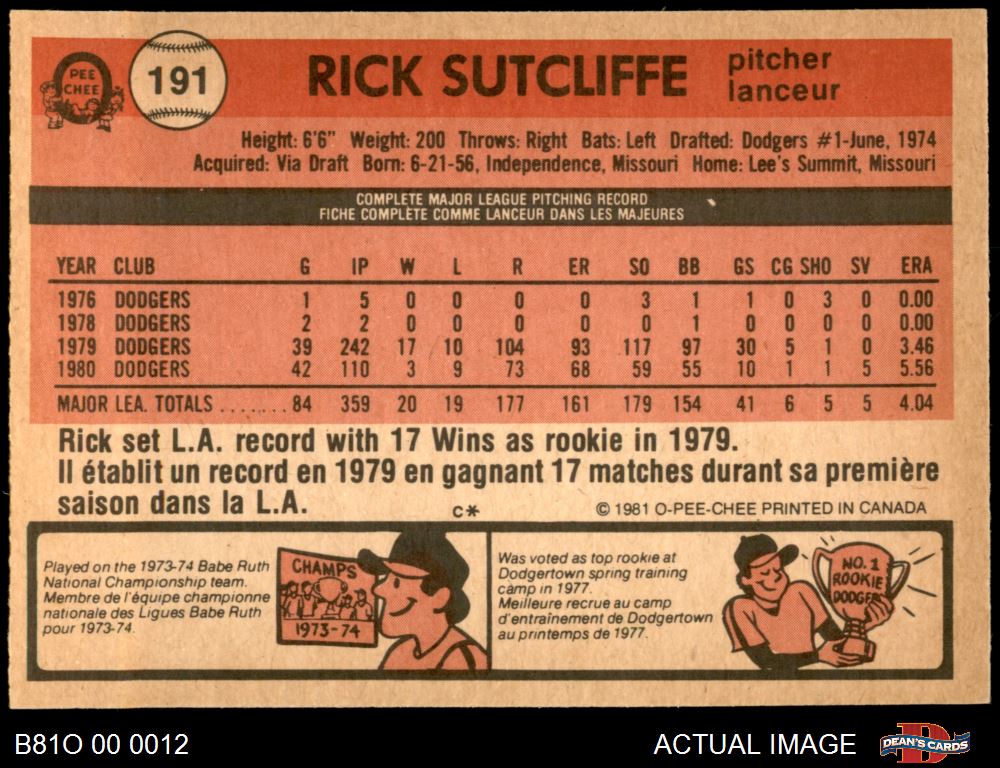 PEE
CHEE
191
RICK SUTCLIFFE
pitcher
lanceur
Height: 6'6" Weight: 200 Throws: Right Bats: Left Drafted: Dodgers #1-June, 1974
Acquired: Via Draft Born: 6-21-56, Independence, Missouri Home: Lee's Summit, Missouri
COMPLETE MAJOR LEAGUE PITCHING RECORD
FICHE COMPLÈTE COMME LANCEUR DANS LES MAJEURES
YEAR CLUB G IP W L R ER SO BB GS CG SHO SV ERA
1976 DODGERS 1 5 0 0 0 0 3 1 1 0 3 0 0.00
1978 DODGERS 2 2 0 0 0 0 0 1 0 0 0 0 0.00
1979 DODGERS 39 242 17 10 104 93 117 97 30 5 1 0 3.46
1980 DODGERS 42 110 3 9 73 68 59 55 10 1 1 5 5.56
MAJOR LEA. TOTALS ....... 84 359 20 19 177 161 179 154 41 6 5 5 4.04
Rick set L.A. record with 17 Wins as rookie in 1979.
Il établit un record en 1979 en gagnant 17 matches durant sa première
saison dans la L.A.
C* © 1981 O-PEE-CHEE PRINTED IN CANADA
Played on the 1973-74 Babe Ruth
National Championship team.
Membre de l'équipe championne
nationale des Ligues Babe Ruth
pour 1973-74.
CHAMPS
1973-74
Was voted as top rookie at
Dodgertown spring training
camp in 1977.
Meilleure recrue au camp
d'entraînement de Dodgertown
au printemps de 1977.
NO. 1
ROOKIE
DODGER
B81O 00 0012
ACTUAL IMAGE
DEAN'S CARDS